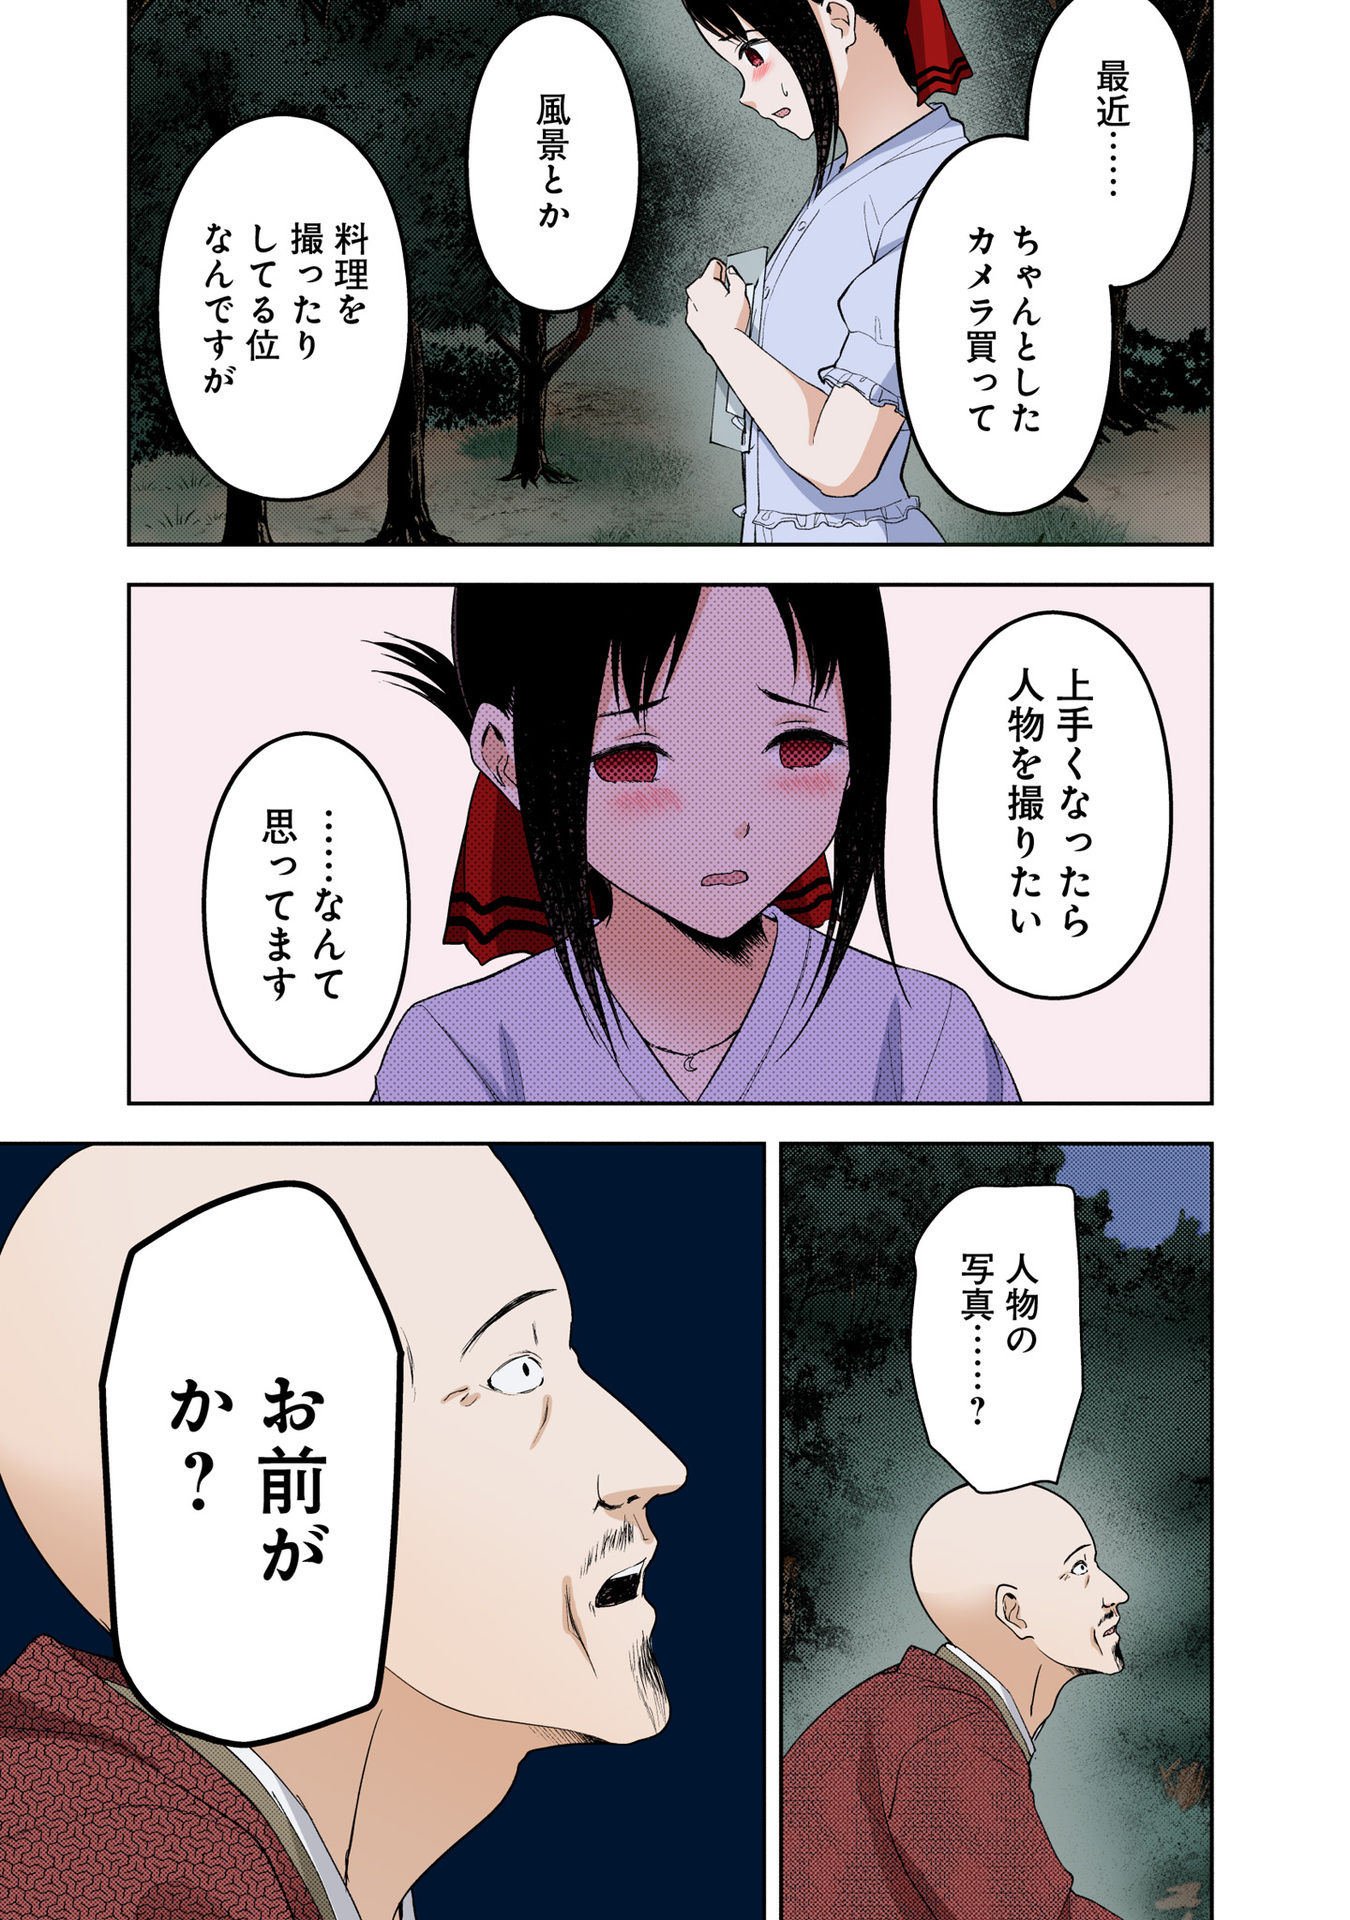 最近……
ちゃんとした
カメラ買って
風景とか
料理を
撮ったり
してる位
なんですが
上手くなったら
人物を撮りたい
……なんて
思ってます
人物の
写真……？
お前が
か？